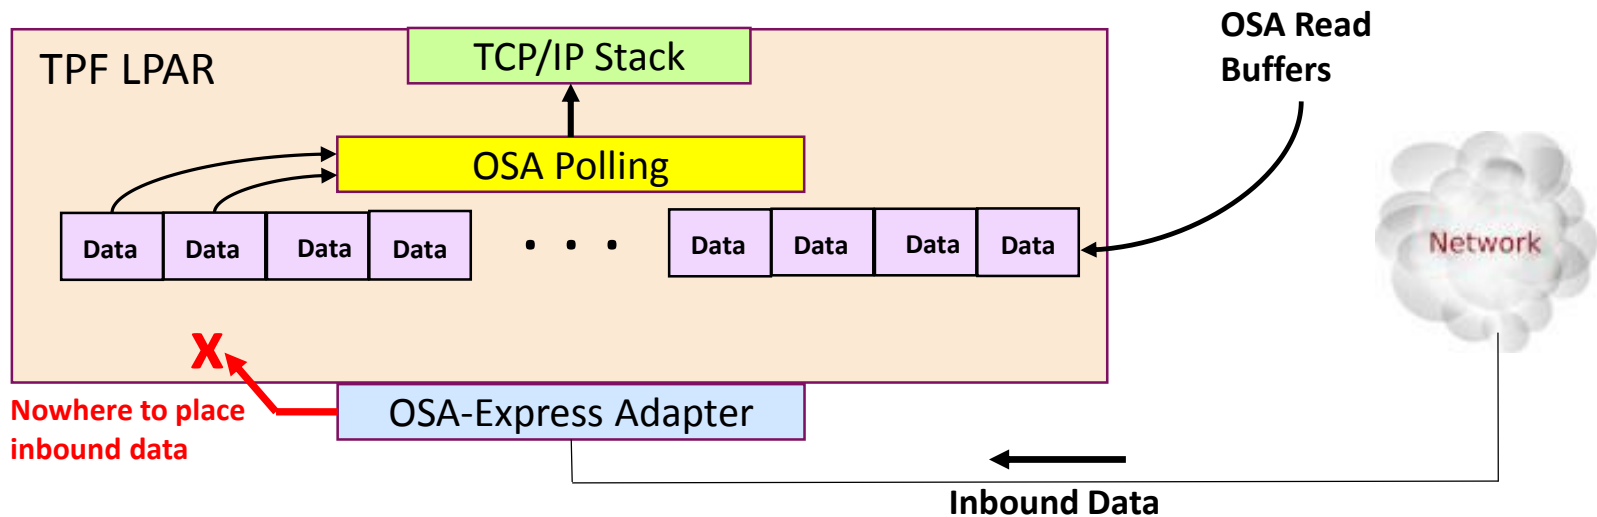 OSA Read
Buffers
TPF LPAR
TCP/IP Stack
OSA Polling
Data Data Data Data . . . Data Data Data Data
Network
X
Nowhere to place
inbound data
OSA-Express Adapter
Inbound Data